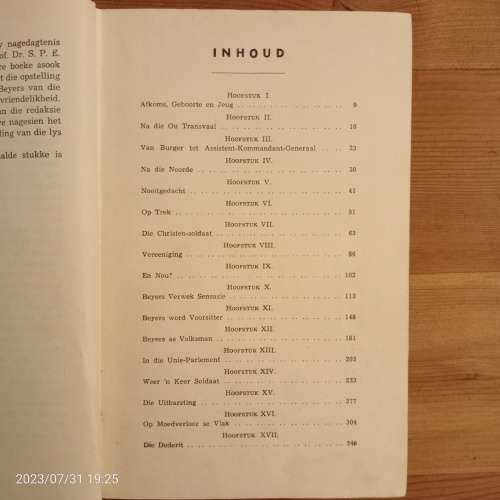 y nagedagtenis
of. Dr. S. P. E.
re boeke asook
t die opstelling
Beyers van die
vriendelikheid.
an die redaksie
ve nagesien het
ling van die lys
alde stukke is
INHOUD
Hoofstuk I.
Afkoms, Geboorte en Jeug 9
Hoofstuk II.
Na die Ou Transvaal 16
Hoofstuk III.
Van Burger tot Assistent-Kommandant-Generaal 23
Hoofstuk IV.
Na die Noorde 30
Hoofstuk V.
Nooitgedacht 41
Hoofstuk VI.
Op Trek 51
Hoofstuk VII.
Die Christen-soldaat 63
Hoofstuk VIII.
Vereeniging 86
Hoofstuk IX.
En Nou? 102
Hoofstuk X.
Beyers Verwek Sensasie 113
Hoofstuk XI.
Beyers word Voorsitter 148
Hoofstuk XII.
Beyers as Volksman 181
Hoofstuk XIII.
In die Unie-Parlement 203
Hoofstuk XIV.
Weer 'n Keer Soldaat 233
Hoofstuk XV.
Die Uitbarsting 277
Hoofstuk XVI.
Op Moedverloor se Vlak 304
Hoofstuk XVII.
Die Dederit 346
2023/07/31 19:25